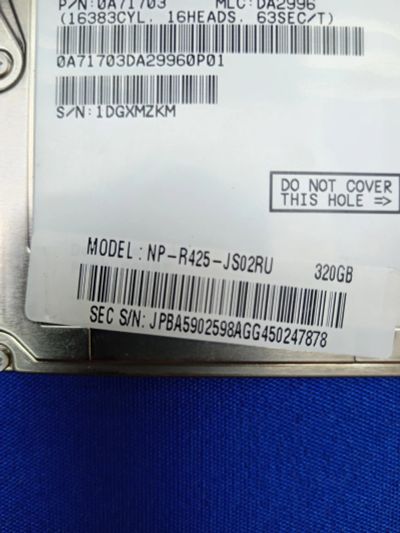 P/N:0A71703 MLC:DA2996
(16383CYL. 16HEADS. 63SEC/T)
0A71703DA29960P01
S/N:1DGXMZKM
DO NOT COVER
THIS HOLE =>
MODEL : NP-R425-JS02RU 320GB
SEC S/N: JPBA5902598AGG450247878